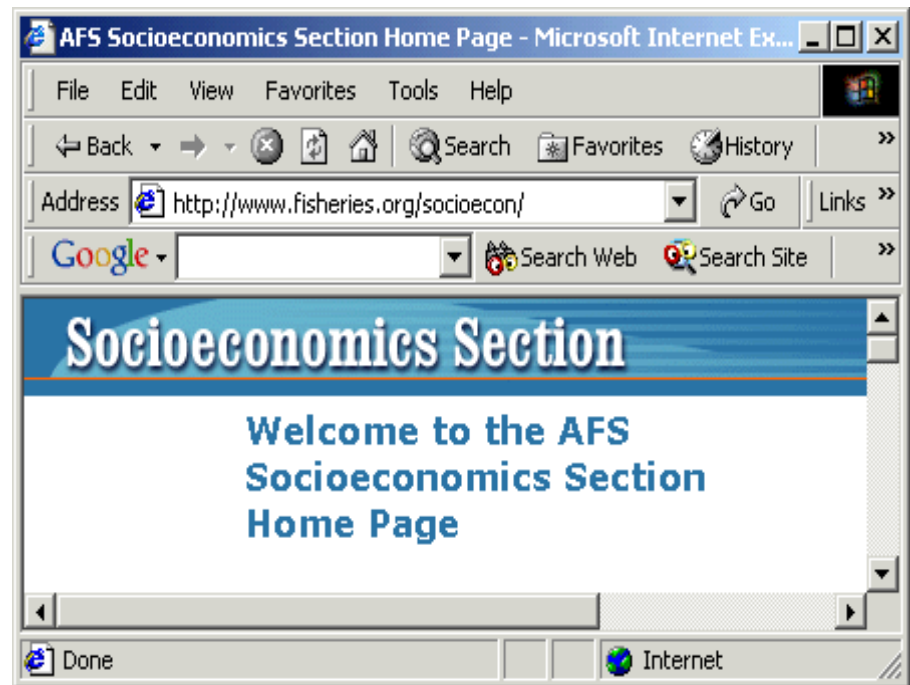 AFS Socioeconomics Section Home Page - Microsoft Internet Ex...
File Edit View Favorites Tools Help
Back Search Favorites History »
Address http://www.fisheries.org/socioecon/ Go Links »
Google Search Web Search Site »
Socioeconomics Section
Welcome to the AFS
Socioeconomics Section
Home Page
Done Internet